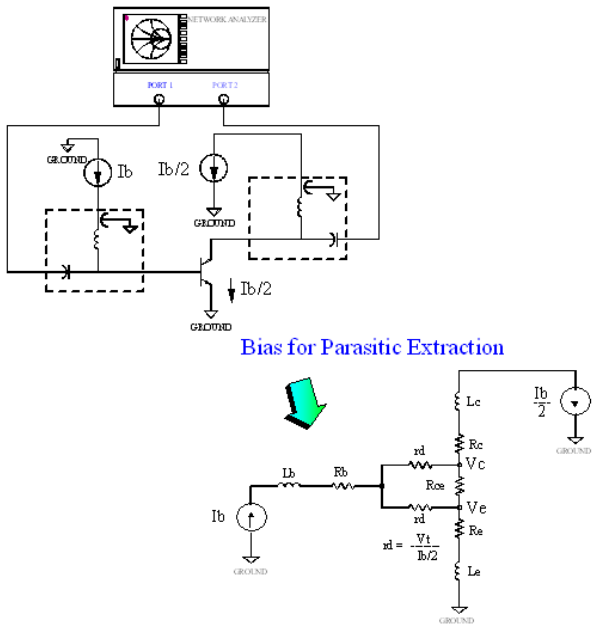 NETWORK ANALYZER
PORT 1 PORT 2
GROUND
Ib
Ib/2
GROUND
Ib/2
GROUND
Bias for Parasitic Extraction
Lc
Ib
2
GROUND
Rc
rd
Vc
Lb
Rb
Rce
Ve
Ib
rd
rd = Vt
Ib/2
Re
GROUND
Le
GROUND